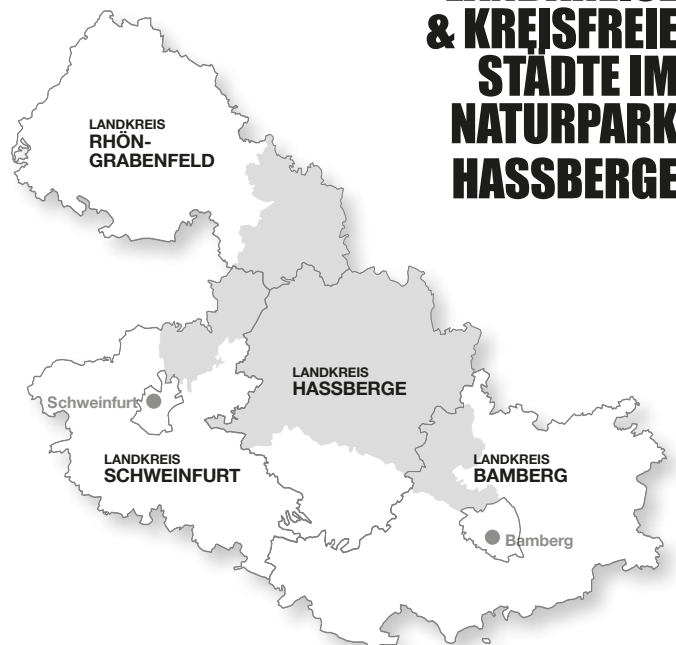 & KREISFREIE
STÄDTE IM
NATURPARK
HASSBERGE
LANDKREIS
RHÖN-
GRABENFELD
LANDKREIS
HASSBERGE
Schweinfurt
LANDKREIS
SCHWEINFURT
LANDKREIS
BAMBERG
Bamberg